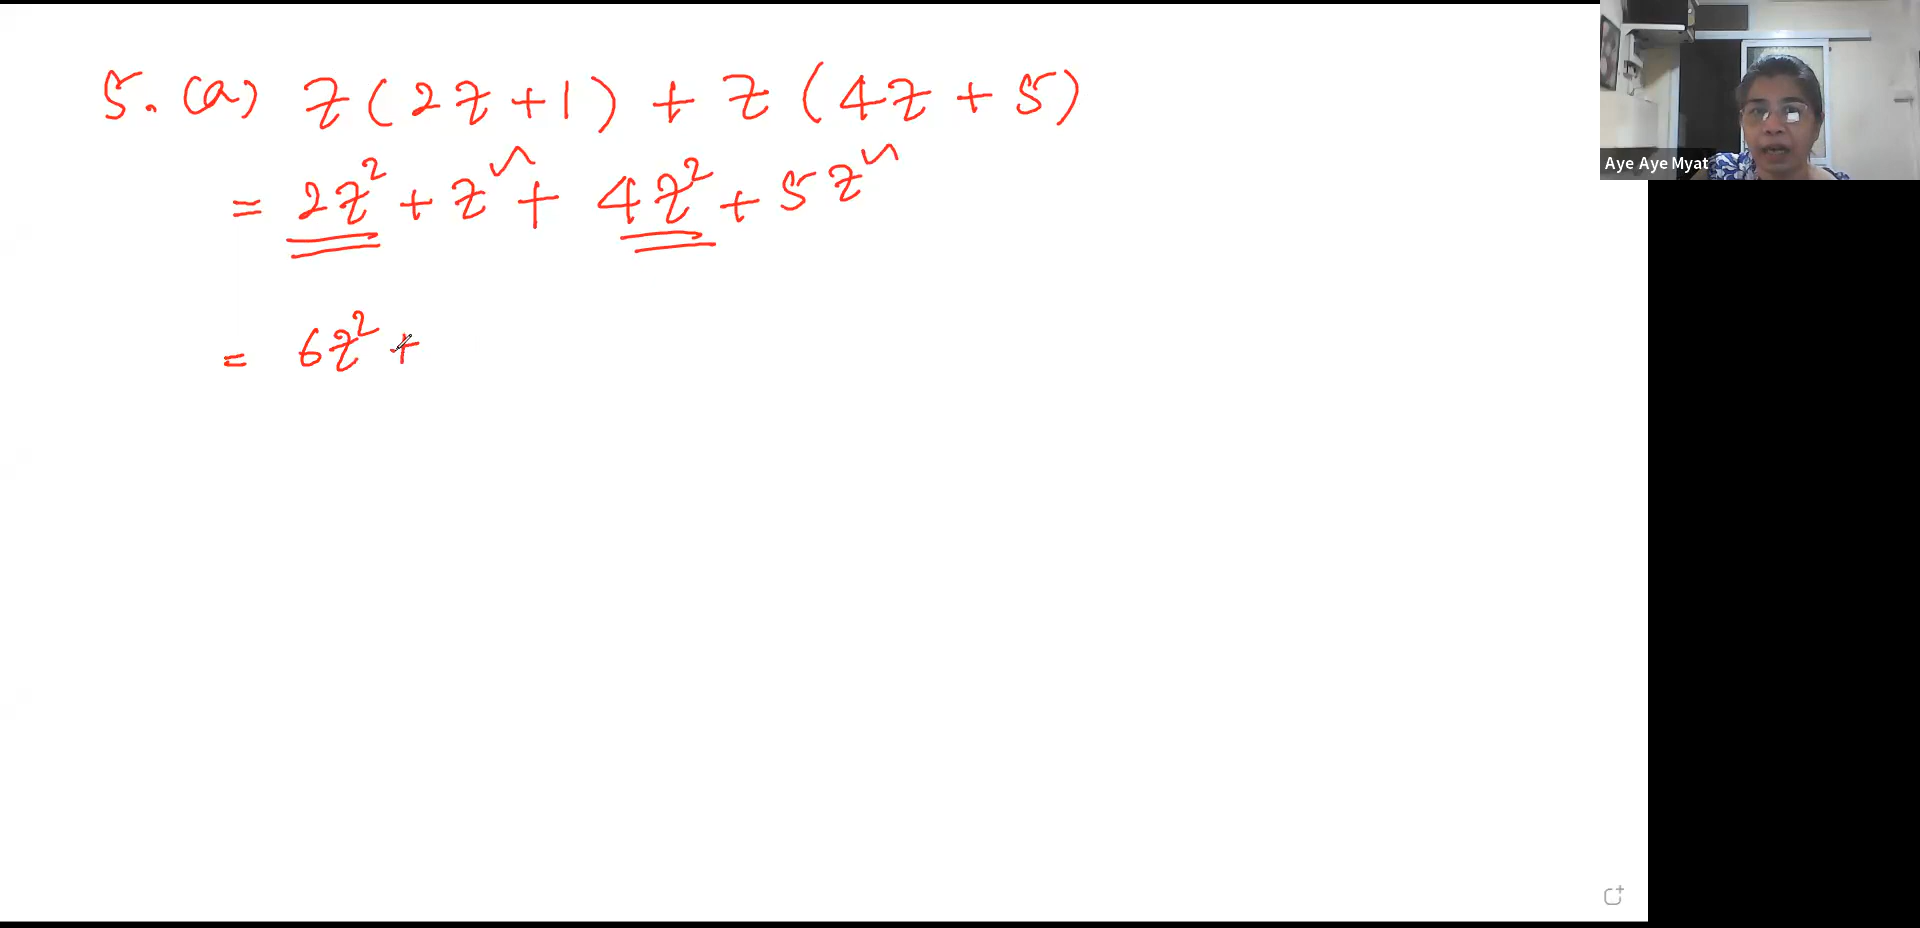 5. (a) z(2z+1) + z(4z+5)
= 2z² + z + 4z² + 5z
= 6z² +
Aye Aye Myat